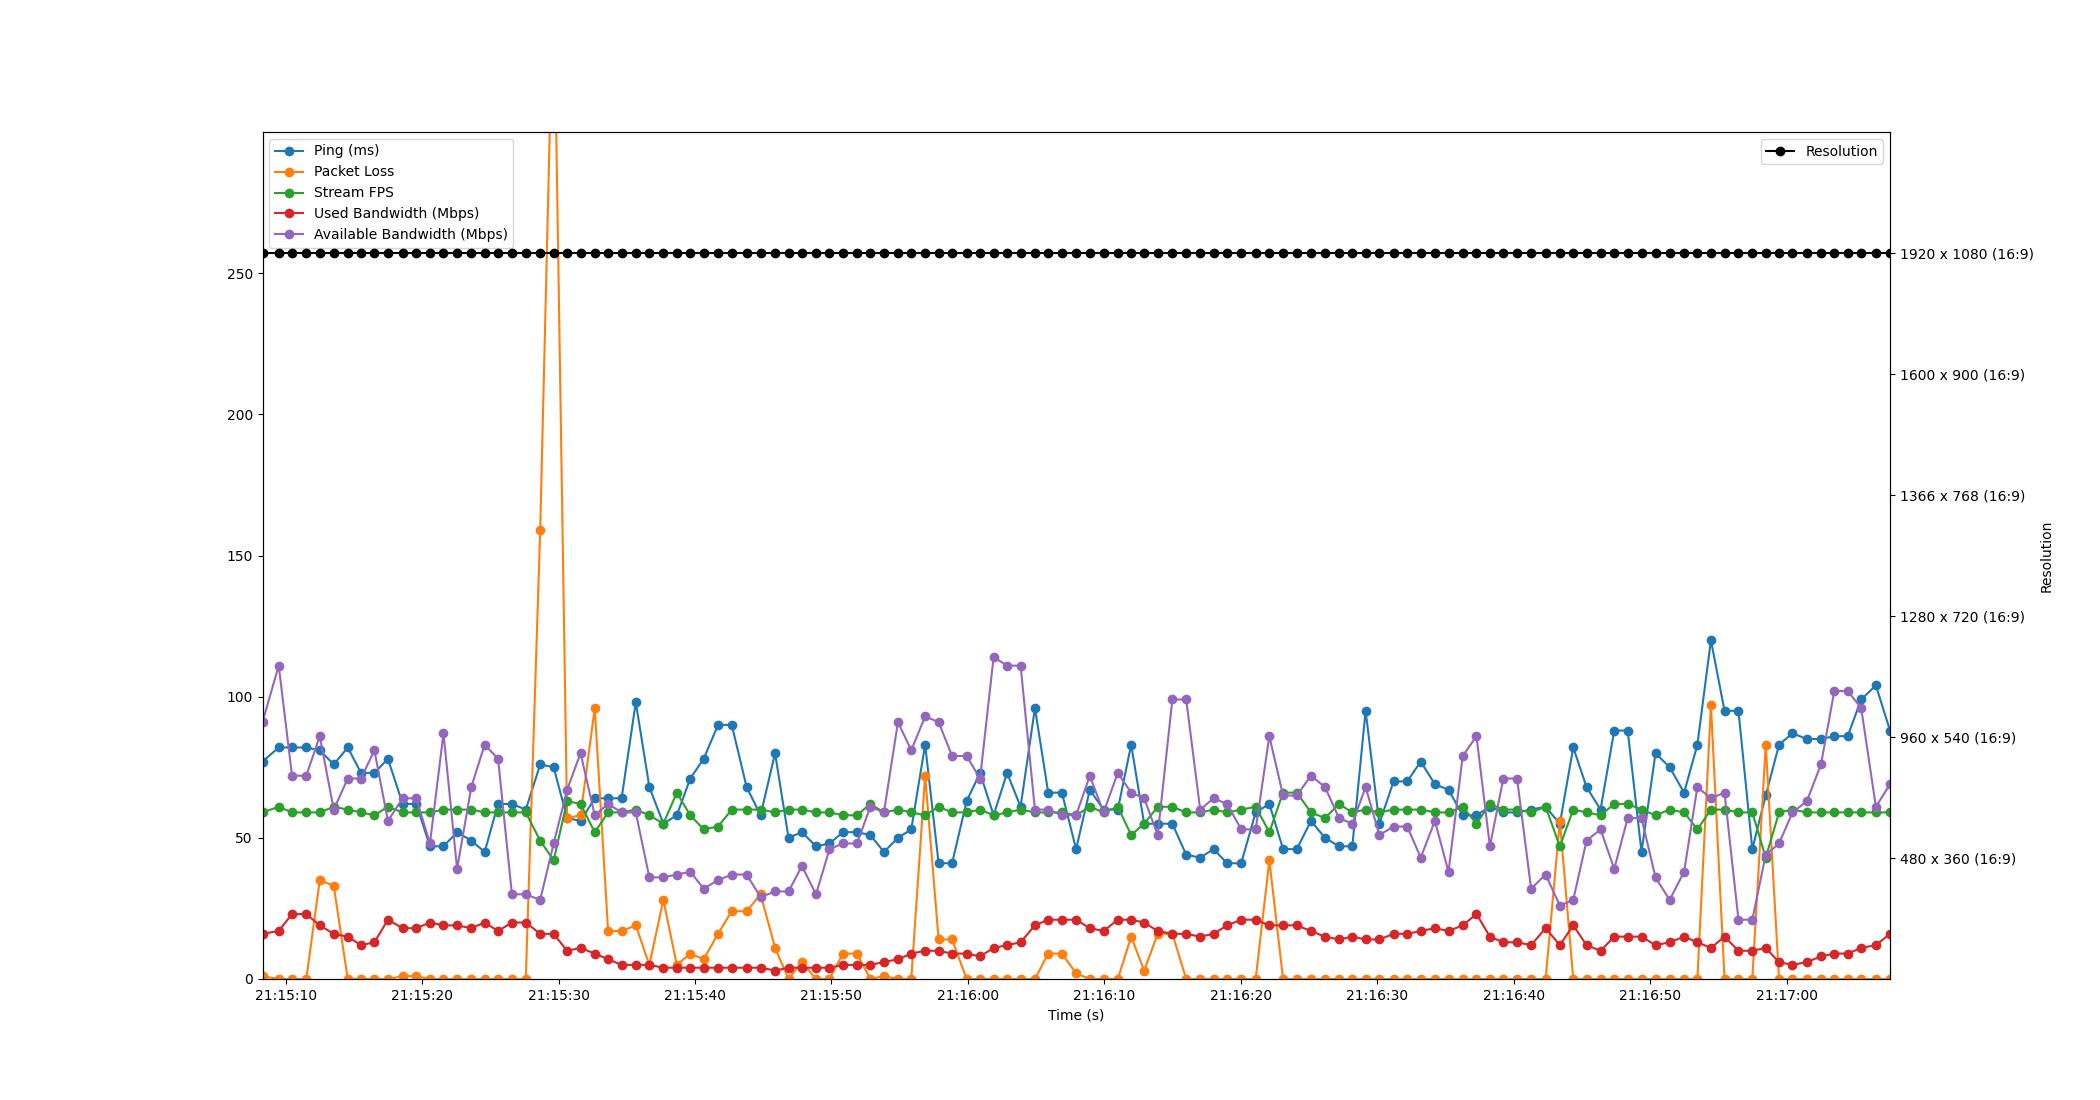 Ping (ms)
Packet Loss
Stream FPS
Used Bandwidth (Mbps)
Available Bandwidth (Mbps)
Resolution
250
200
150
100
50
0
1920 x 1080 (16:9)
1600 x 900 (16:9)
1366 x 768 (16:9)
1280 x 720 (16:9)
960 x 540 (16:9)
480 x 360 (16:9)
Resolution
21:15:10 21:15:20 21:15:30 21:15:40 21:15:50 21:16:00 21:16:10 21:16:20 21:16:30 21:16:40 21:16:50 21:17:00
Time (s)